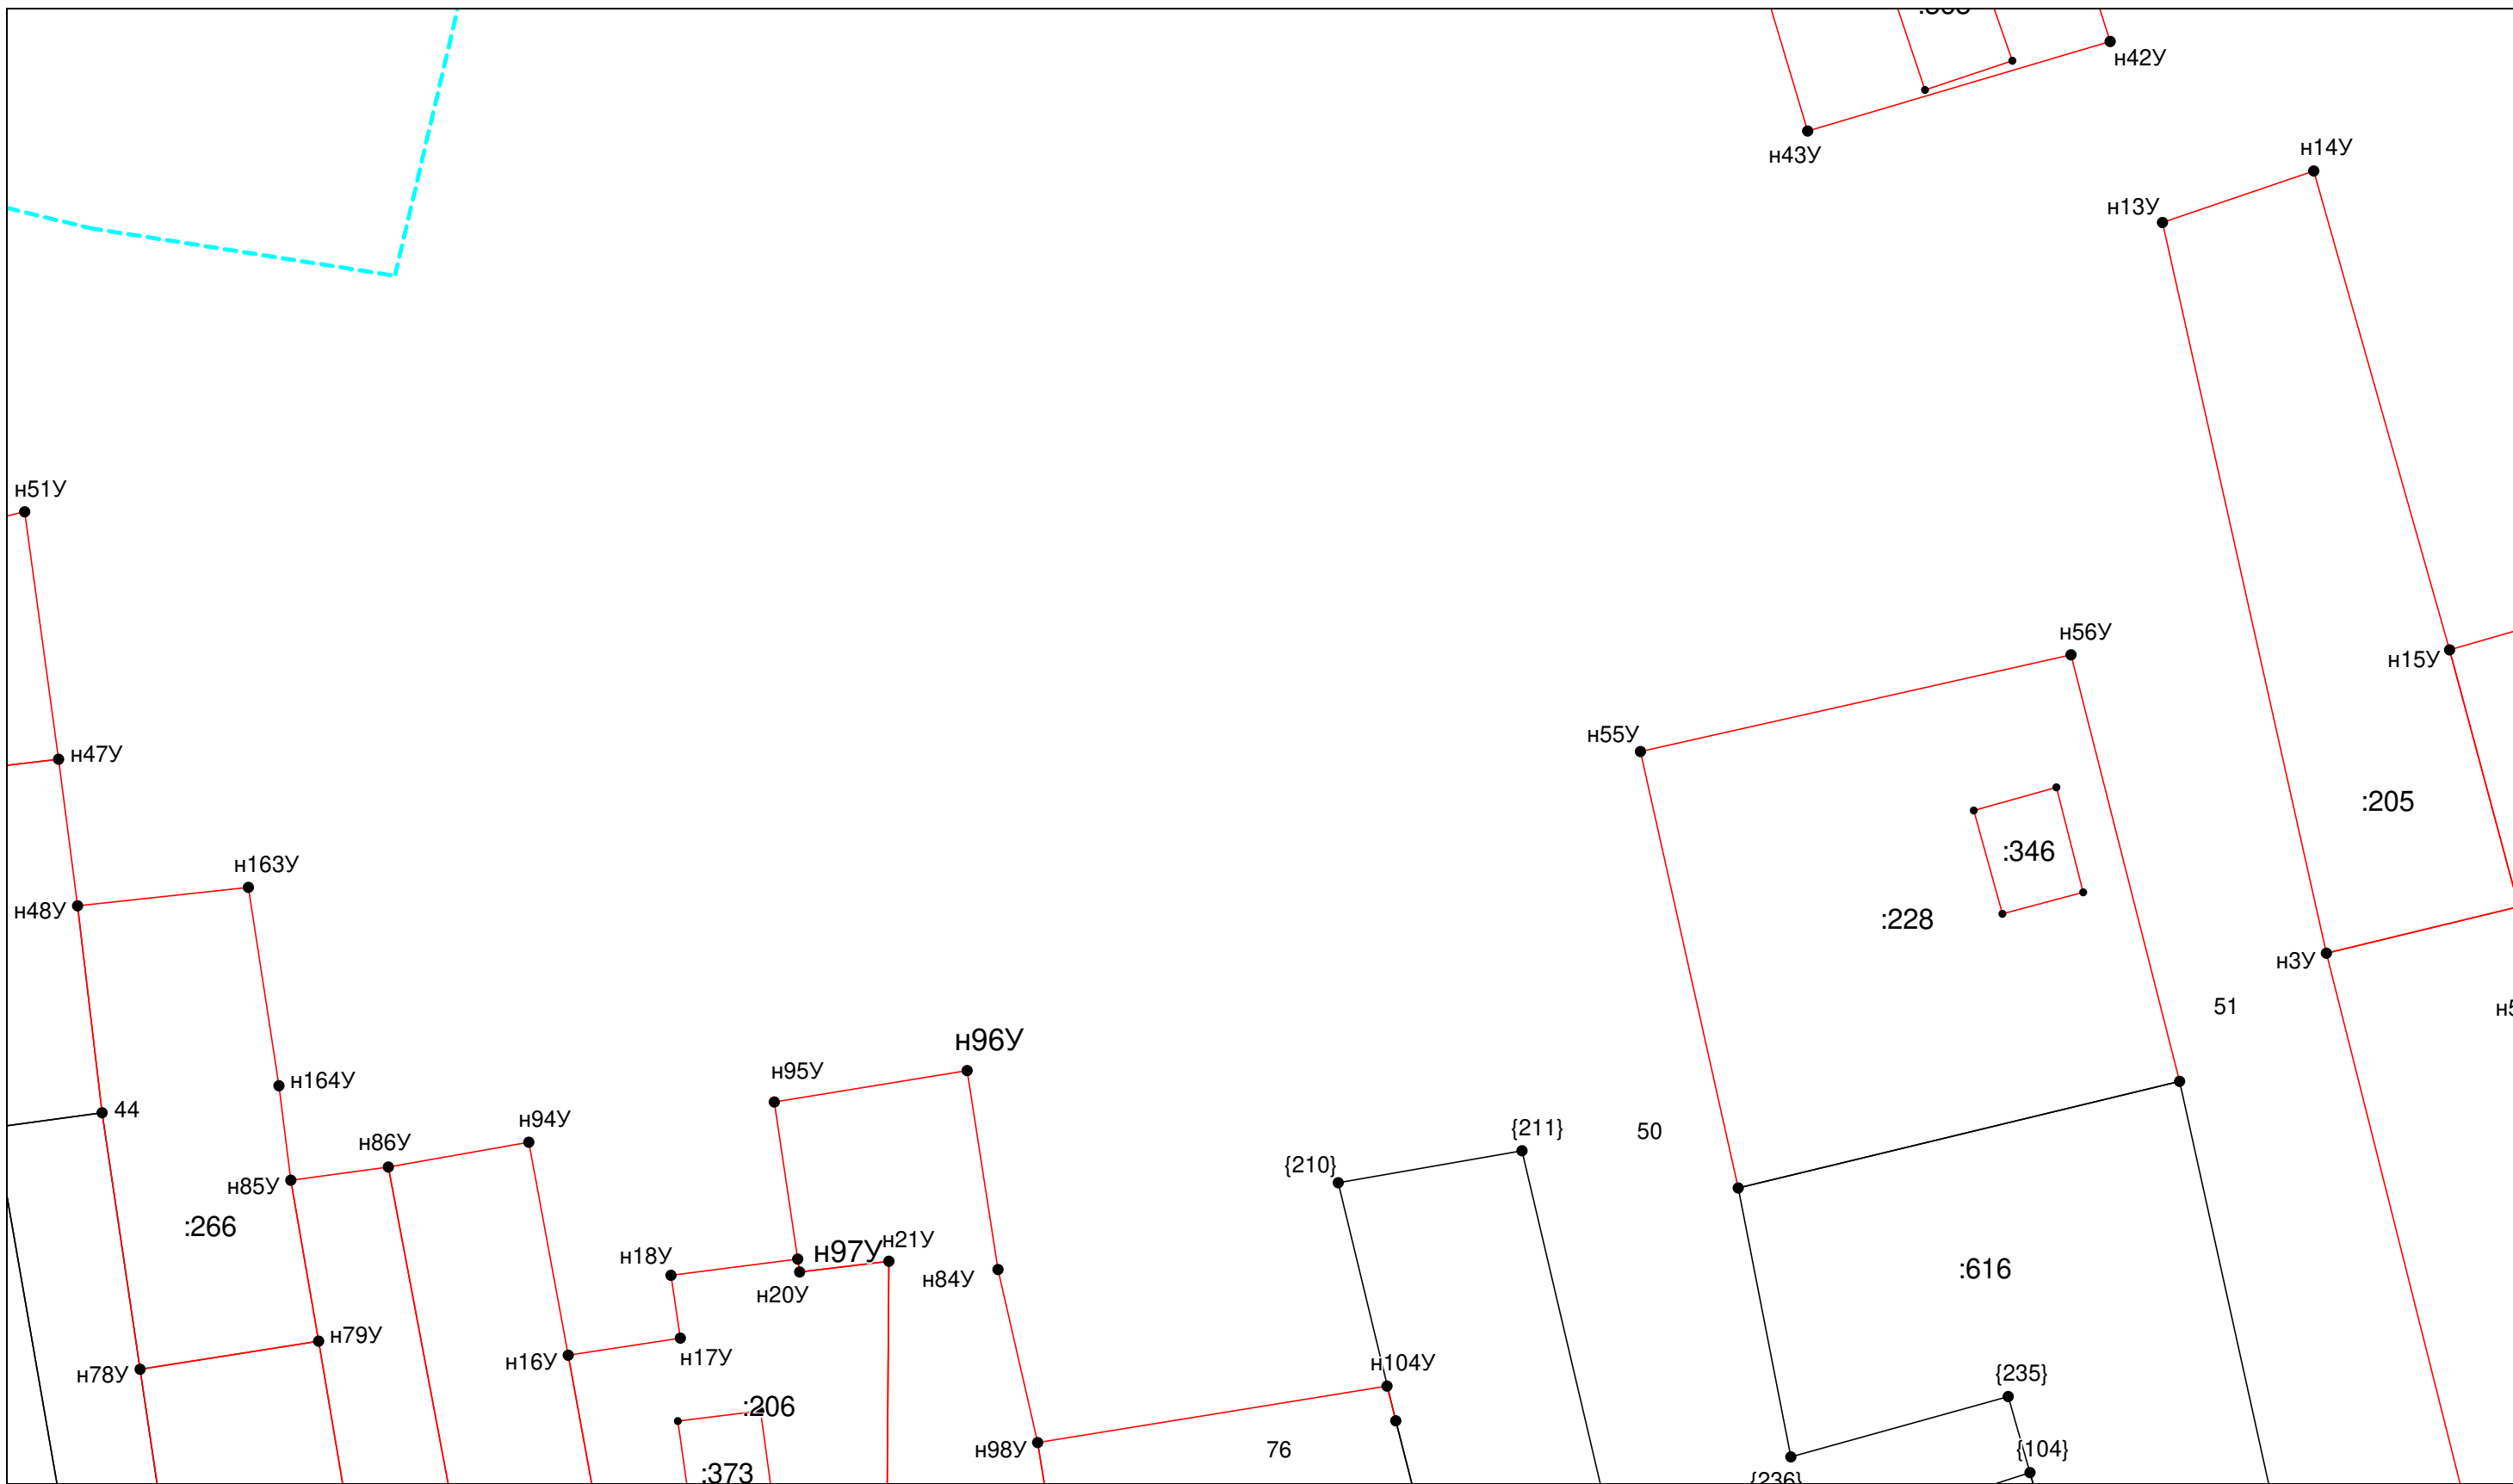 н42У
н43У
н14У
н13У
н51У
н56У
н15У
н55У
н47У
:205
:346
н163У
н48У
:228
н3У
51
н96У
н95У
н164У
44
н94У
н86У
{211}
50
{210}
н85У
:266
н21У
н97У
н18У
:616
н84У
н20У
н79У
н17У
н16У
н104У
н78У
{235}
:206
76
н98У
{104}
:373
{236}